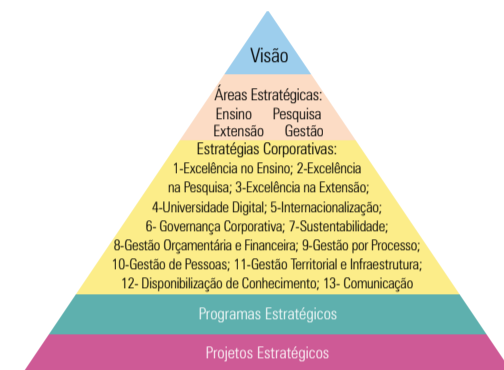 Visão
Áreas Estratégicas:
Ensino Pesquisa
Extensão Gestão
Estratégias Corporativas:
1-Excelência no Ensino; 2-Excelência
na Pesquisa; 3-Excelência na Extensão;
4-Universidade Digital; 5-Internacionalização;
6- Governança Corporativa; 7-Sustentabilidade;
8-Gestão Orçamentária e Financeira; 9-Gestão por Processo;
10-Gestão de Pessoas; 11-Gestão Territorial e Infraestrutura;
12- Disponibilização de Conhecimento; 13- Comunicação
Programas Estratégicos
Projetos Estratégicos